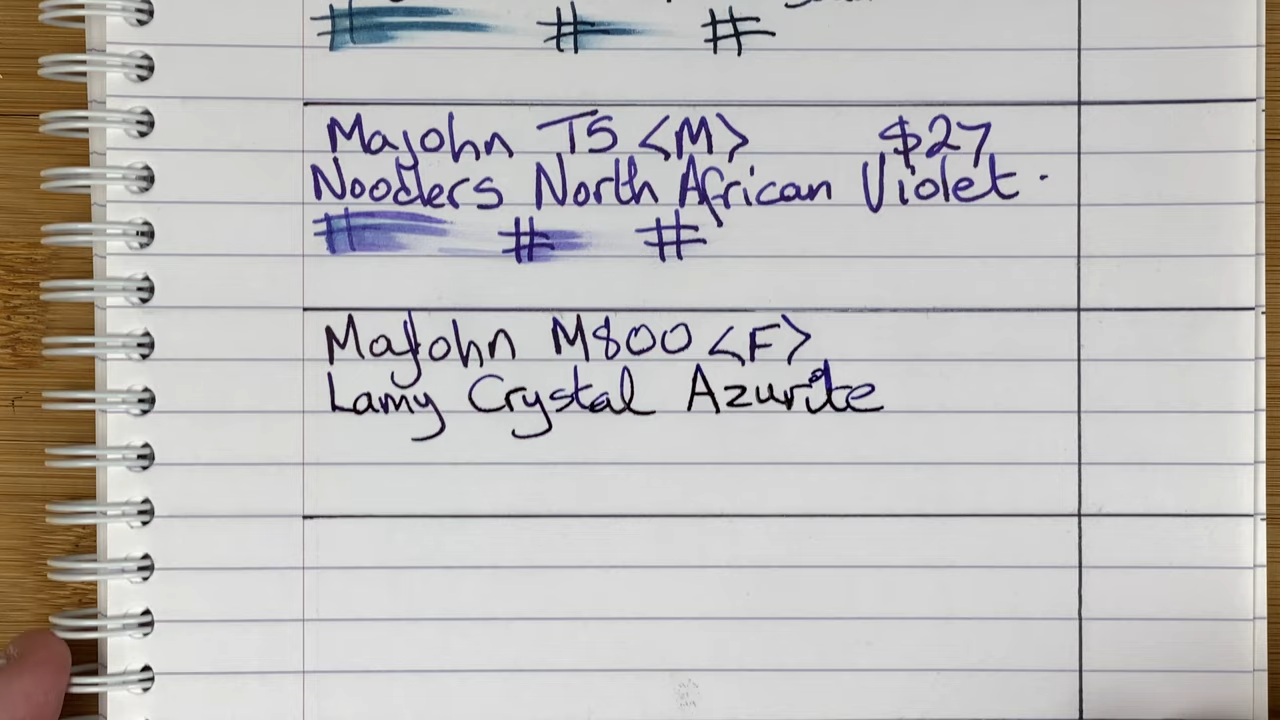 # # #
Majohn T5 <M> $27
Nooders North African Violet.
# # #
Majohn M800 <F>
Lamy Crystal Azurite